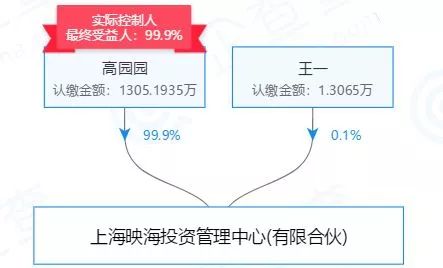 实际控制人
最终受益人：99.9%
高园园
认缴金额：1305.1935万
王一
认缴金额：1.3065万
99.9%
0.1%
上海映海投资管理中心(有限合伙)